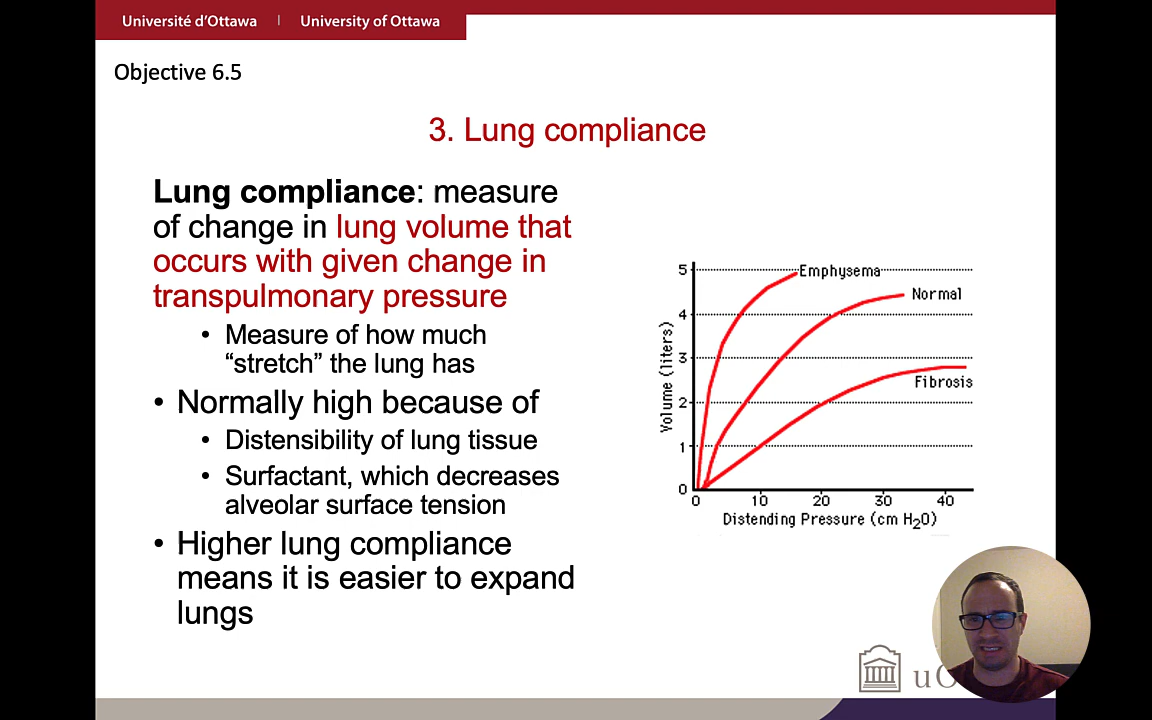 Université d'Ottawa | University of Ottawa
Objective 6.5
3. Lung compliance
Lung compliance: measure
of change in lung volume that
occurs with given change in
transpulmonary pressure
• Measure of how much
“stretch” the lung has
• Normally high because of
• Distensibility of lung tissue
• Surfactant, which decreases
alveolar surface tension
• Higher lung compliance
means it is easier to expand
lungs
Volume (liters)
5
4
3
2
1
0
Emphysema
Normal
Fibrosis
0 10 20 30 40
Distending Pressure (cm H2O)